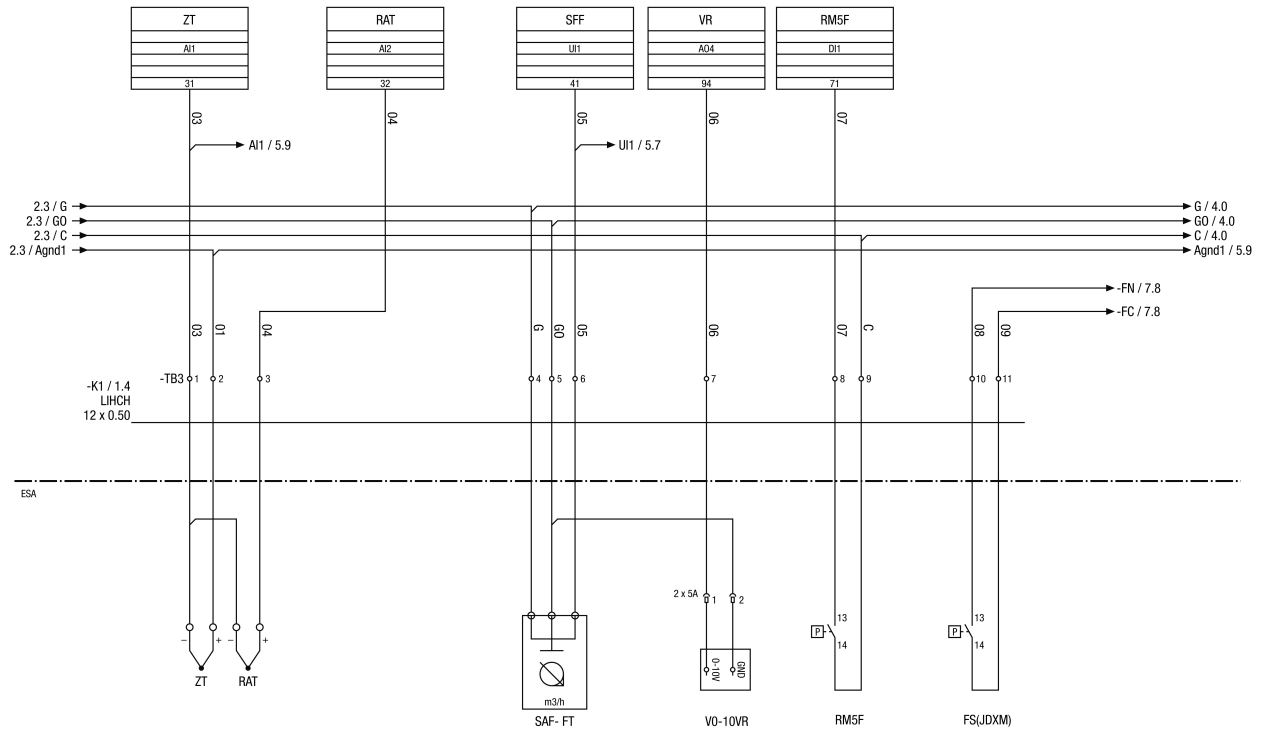 ZT RAT SFF VR RM5F
AI1 AI2 UI1 AO4 DI1
31 32 41 94 71
03 04 05 06 07
AI1 / 5.9 UI1 / 5.7
2.3 / G G / 4.0
2.3 / GO GO / 4.0
2.3 / C C / 4.0
2.3 / Agnd1 Agnd1 / 5.9
-FN / 7.8
-FC / 7.8
03 01 04 G GO 05 06 07 C 08 09
-TB3 1 2 3 4 5 6 7 8 9 10 11
-K1 / 1.4
LIHCH
12 x 0.50
ESA
2 x 5A 1 2
13 13
P P
14 14
– + – +
0-10V GND
ZT RAT
m3/h
SAF- FT V0-10VR RM5F FS(JDXM)